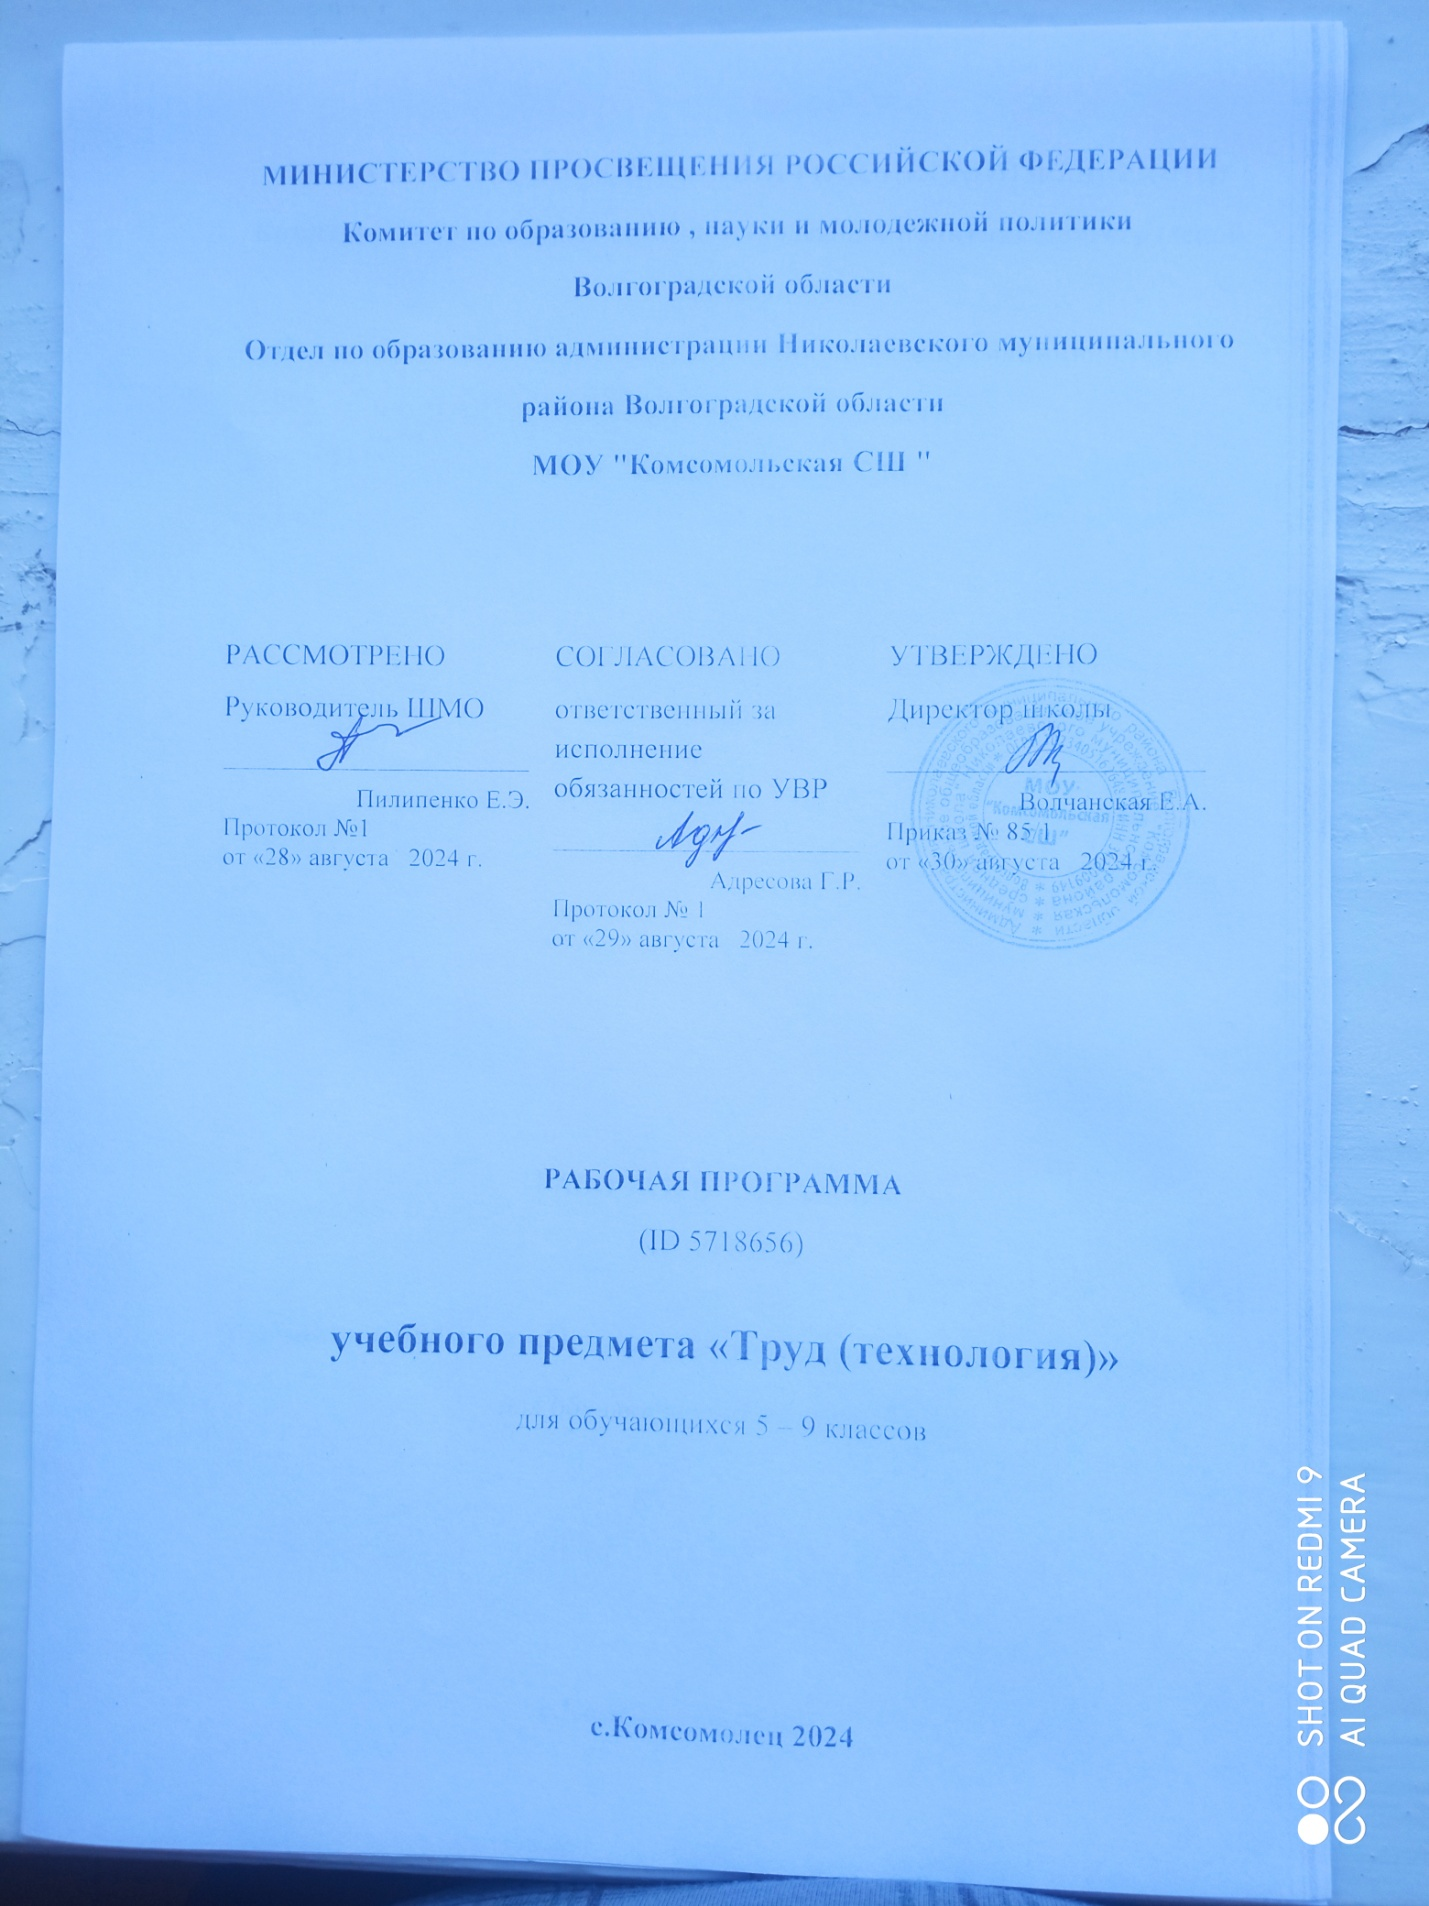 МИНИСТЕРСТВО ПРОСВЕЩЕНИЯ РОССИЙСКОЙ ФЕДЕРАЦИИ
Комитет по образованию , науки и молодежной политики
Волгоградской области
Отдел по образованию администрации Николаевского муниципального
района Волгоградской области
МОУ "Комсомольская СШ "
РАССМОТРЕНО
Руководитель ШМО
Пилипенко Е.Э.
Протокол №1
от «28» августа 2024 г.
СОГЛАСОВАНО
ответственный за
исполнение
обязанностей по УВР
Адресова Г.Р.
Протокол № 1
от «29» августа 2024 г.
УТВЕРЖДЕНО
Директор школы
Волчанская Е.А.
Приказ № 85/1
от «30» августа 2024 г.
МОУ
"Комсомольская
СШ"
РАБОЧАЯ ПРОГРАММА
(ID 5718656)
учебного предмета «Труд (технология)»
для обучающихся 5 – 9 классов
с.Комсомолец 2024
SHOT ON REDMI 9
AI QUAD CAMERA